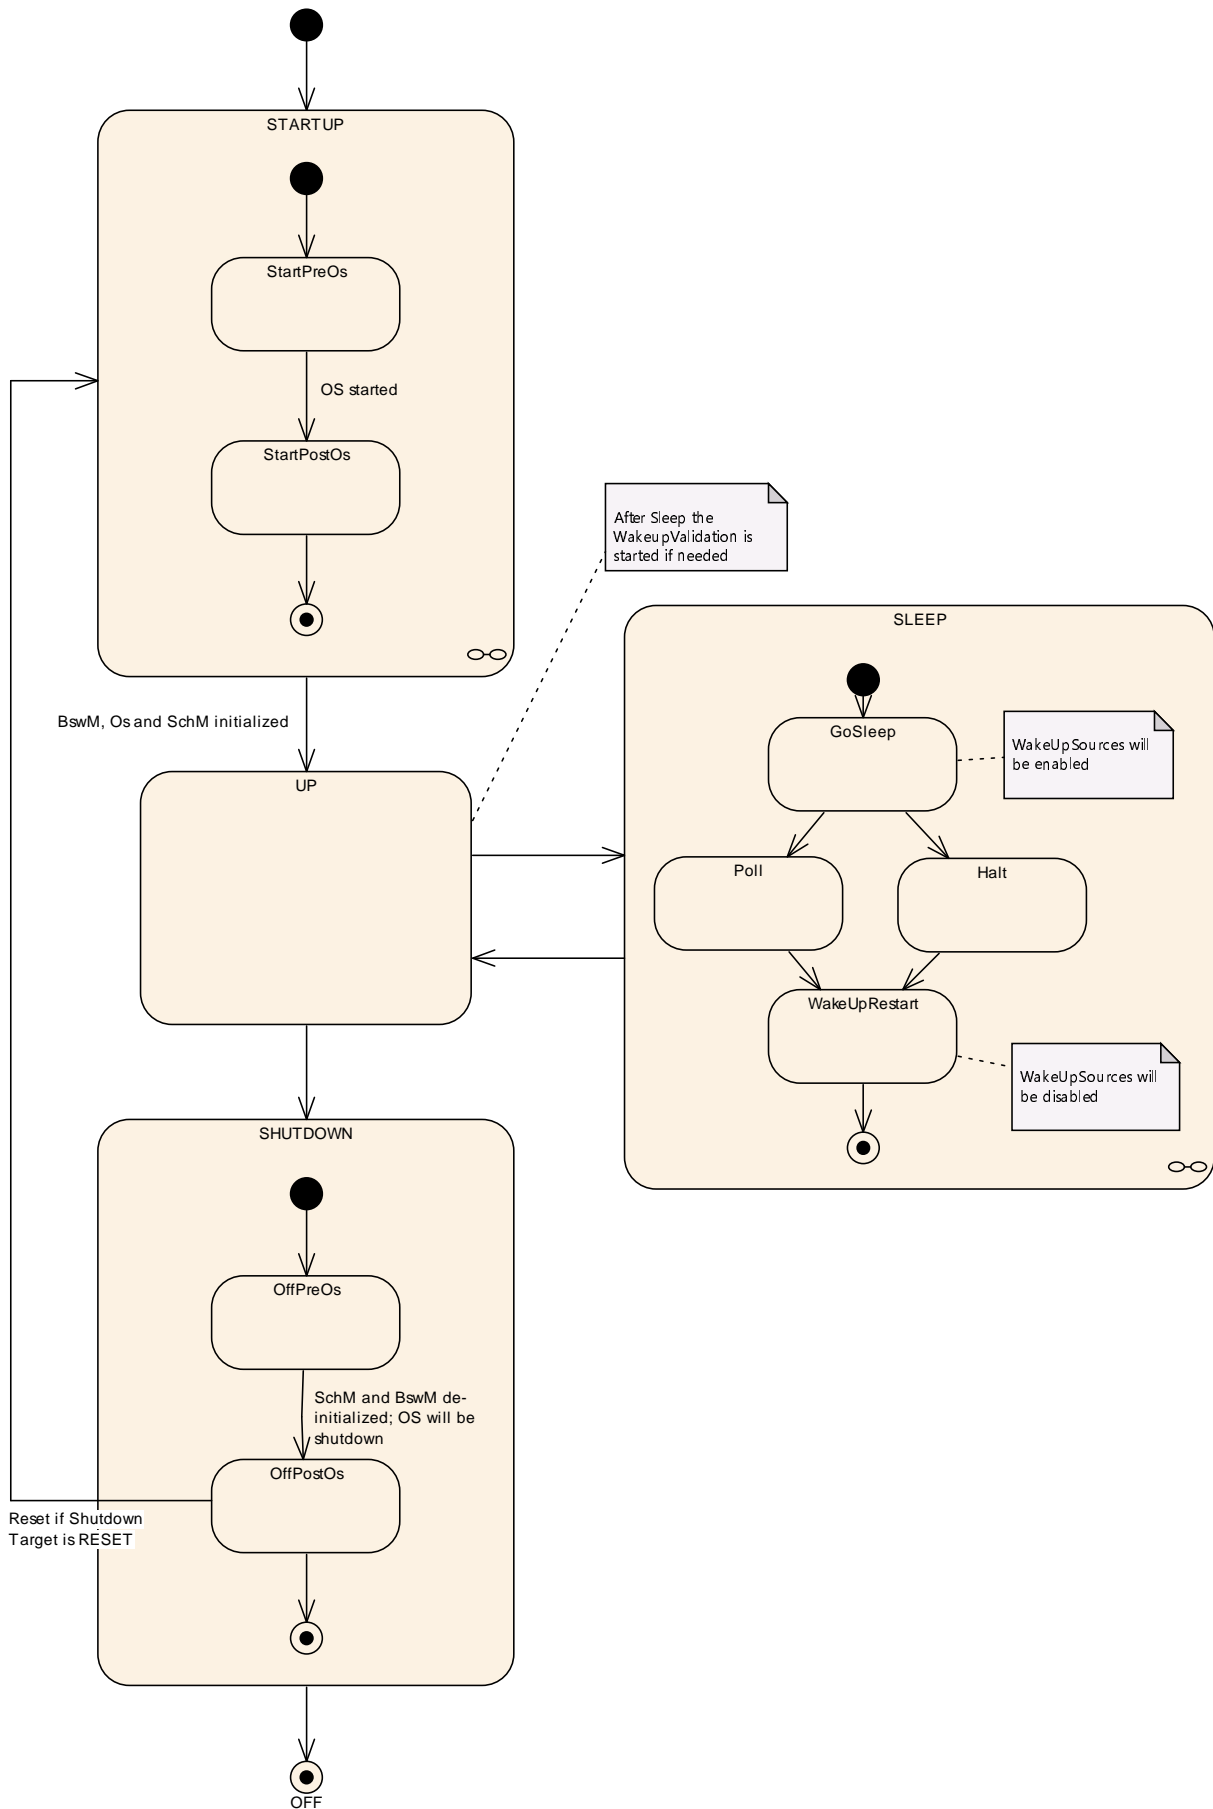 STARTUP
StartPreOs
OS started
StartPostOs
After Sleep the
WakeupValidation is
started if needed
SLEEP
BswM, Os and SchM initialized
GoSleep
WakeUpSources will
be enabled
UP
Poll
Halt
WakeUpRestart
WakeUpSources will
be disabled
SHUTDOWN
OffPreOs
SchM and BswM de-
initialized; OS will be
shutdown
OffPostOs
Reset if Shutdown
Target is RESET
OFF